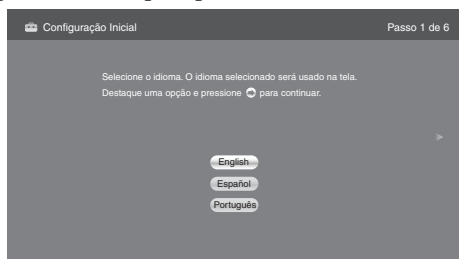 Configuração Inicial
Passo 1 de 6
Selecione o idioma. O idioma selecionado será usado na tela.
Destaque uma opção e pressione para continuar.
English
Español
Português